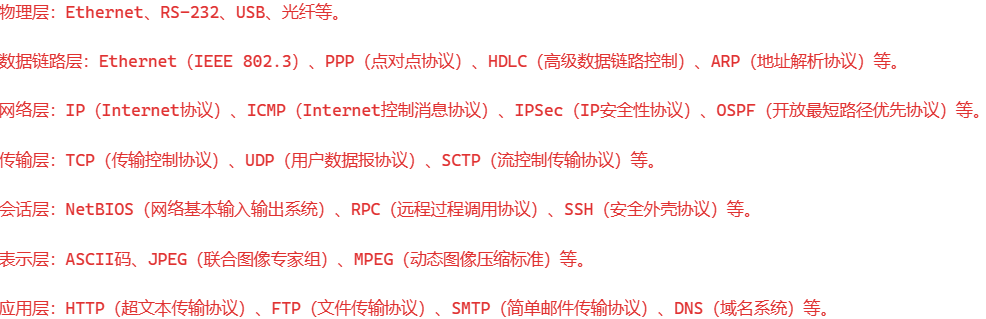 物理层：Ethernet、RS-232、USB、光纤等。
数据链路层：Ethernet（IEEE 802.3）、PPP（点对点协议）、HDLC（高级数据链路控制）、ARP（地址解析协议）等。
网络层：IP（Internet协议）、ICMP（Internet控制消息协议）、IPSec（IP安全性协议）、OSPF（开放最短路径优先协议）等。
传输层：TCP（传输控制协议）、UDP（用户数据报协议）、SCTP（流控制传输协议）等。
会话层：NetBIOS（网络基本输入输出系统）、RPC（远程过程调用协议）、SSH（安全外壳协议）等。
表示层：ASCII码、JPEG（联合图像专家组）、MPEG（动态图像压缩标准）等。
应用层：HTTP（超文本传输协议）、FTP（文件传输协议）、SMTP（简单邮件传输协议）、DNS（域名系统）等。